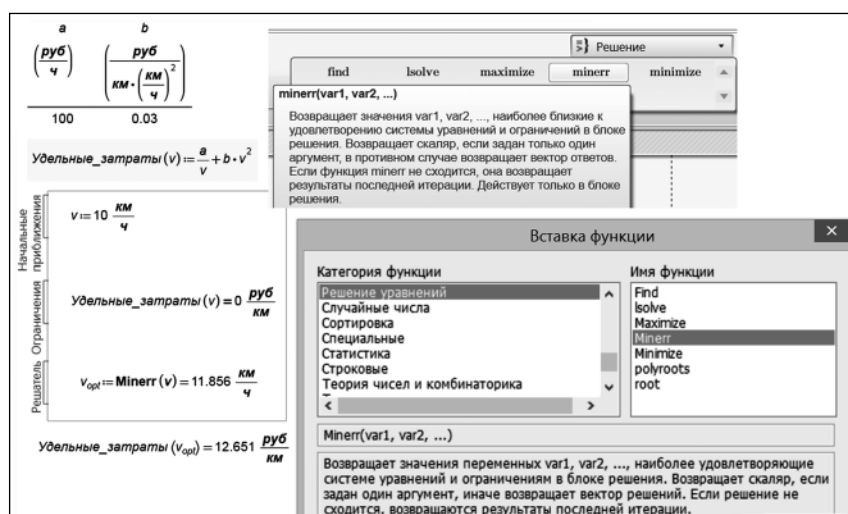 a b
(руб/ч) (руб/(км·(км/ч)^2))
100 0.03
Удельные_затраты(v):=a/v+b·v^2
Начальные приближения
v:=10 км/ч
Ограничения
Удельные_затраты(v)=0 руб/км
Решатель
v_opt:=Minerr(v)=11.856 км/ч
Удельные_затраты(v_opt)=12.651 руб/км
Решение
find lsolve maximize minerr minimize
minerr(var1, var2, ...)
Возвращает значения var1, var2, ..., наиболее близкие к
удовлетворению системы уравнений и ограничений в блоке
решения. Возвращает скаляр, если задан только один
аргумент, в противном случае возвращает вектор ответов.
Если функция minerr не сходится, она возвращает
результаты последней итерации. Действует только в блоке
решения.
Вставка функции
Категория функции
Решение уравнений
Случайные числа
Сортировка
Специальные
Статистика
Строковые
Теория чисел и комбинаторика
Имя функции
Find
lsolve
Maximize
Minerr
Minimize
polyroots
root
Minerr(var1, var2, ...)
Возвращает значения переменных var1, var2, ..., наиболее удовлетворяющие
системе уравнений и ограничениям в блоке решения. Возвращает скаляр, если
задан один аргумент, иначе возвращает вектор решений. Если решение не
сходится, возвращаются результаты последней итерации.